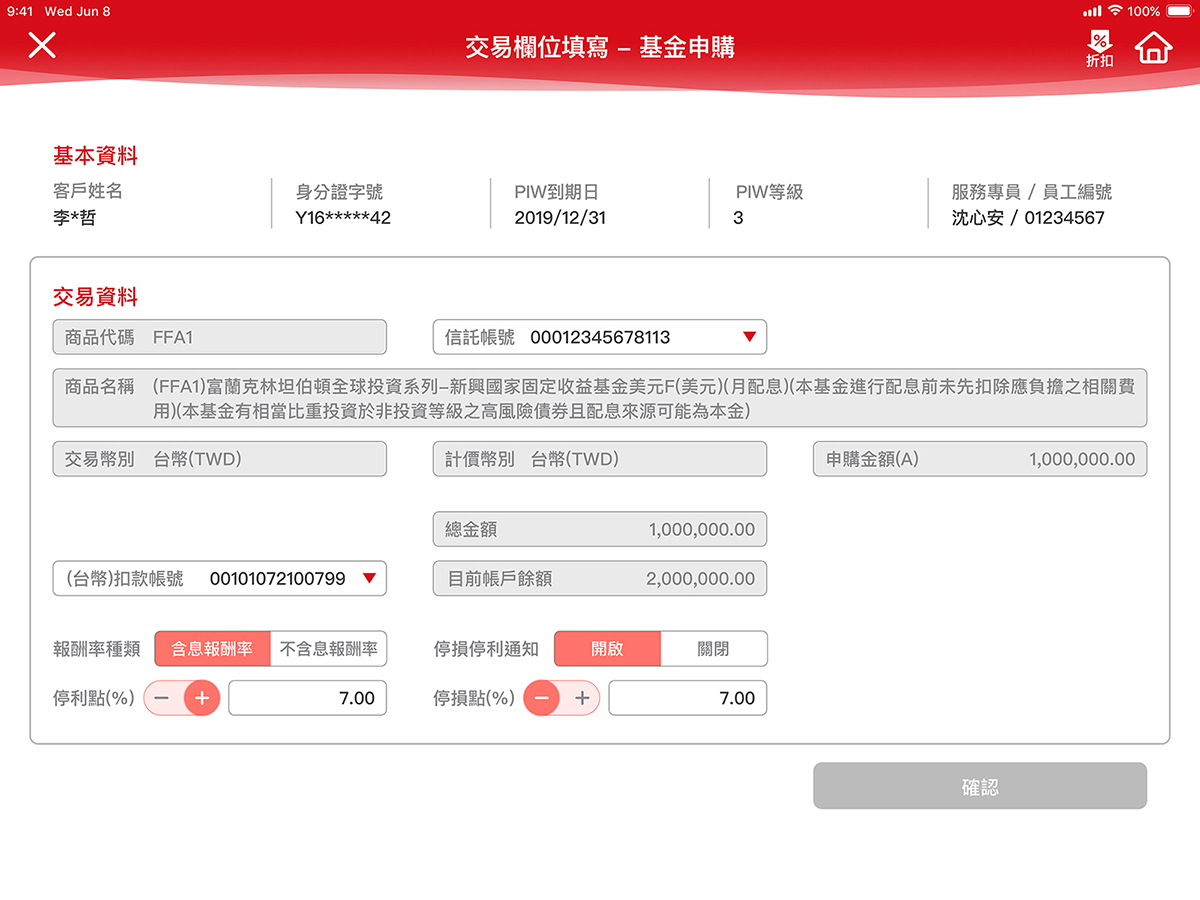 9:41 Wed Jun 8 100%
交易欄位填寫 – 基金申購
折扣
基本資料
客戶姓名 身分證字號 PIW到期日 PIW等級 服務專員 / 員工編號
李*哲 Y16*****42 2019/12/31 3 沈心安 / 01234567
交易資料
商品代碼 FFA1 信託帳號 00012345678113
商品名稱 (FFA1)富蘭克林坦伯頓全球投資系列–新興國家固定收益基金美元F(美元)(月配息)(本基金進行配息前未先扣除應負擔之相關費
用)(本基金有相當比重投資於非投資等級之高風險債券且配息來源可能為本金)
交易幣別 台幣(TWD) 計價幣別 台幣(TWD) 申購金額(A) 1,000,000.00
總金額 1,000,000.00
(台幣)扣款帳號 00101072100799 目前帳戶餘額 2,000,000.00
報酬率種類 含息報酬率 不含息報酬率 停損停利通知 開啟 關閉
停利點(%) − + 7.00 停損點(%) − + 7.00
確認